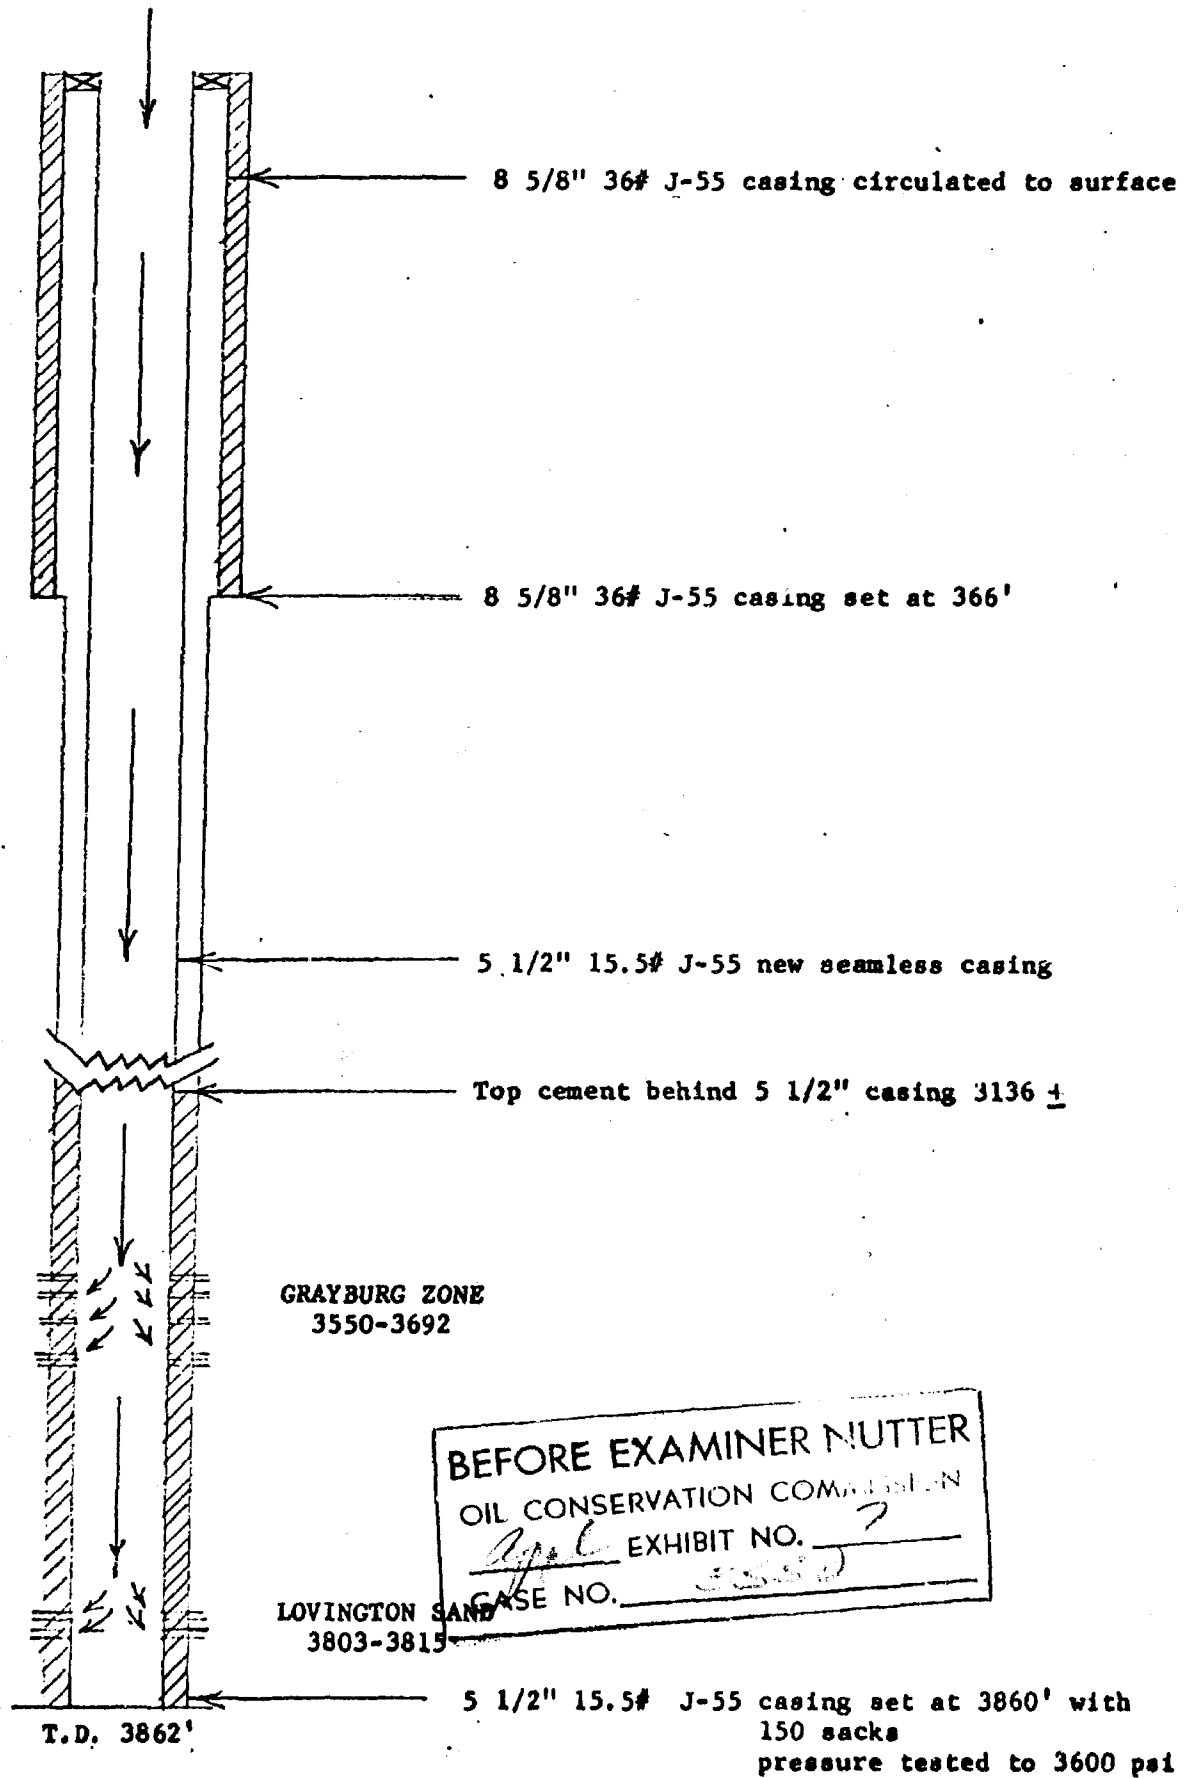 8 5/8" 36# J-55 casing circulated to surface
8 5/8" 36# J-55 casing set at 366'
5 1/2" 15.5# J-55 new seamless casing
Top cement behind 5 1/2" casing 3136 ±
GRAYBURG ZONE
3550-3692
BEFORE EXAMINER NUTTER
OIL CONSERVATION COMMISSION
EXHIBIT NO.
CASE NO.
LOVINGTON SAND
3803-3815
5 1/2" 15.5# J-55 casing set at 3860' with
150 sacks
pressure tested to 3600 psi
T.D. 3862'